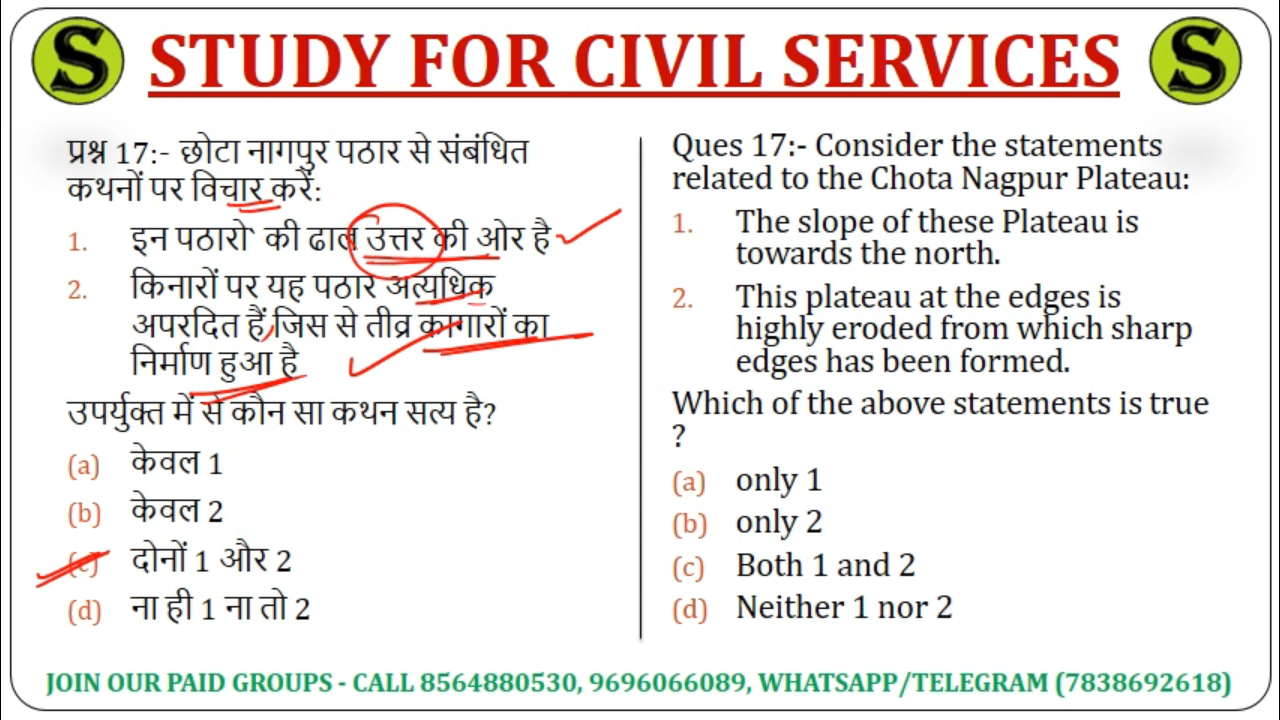 S STUDY FOR CIVIL SERVICES S
प्रश्न 17:- छोटा नागपुर पठार से संबंधित
कथनों पर विचार करें:
1. इन पठारो` की ढाल उत्तर की ओर है
2. किनारों पर यह पठार अत्यधिक
अपरदित हैं,जिस से तीव्र कागारों का
निर्माण हुआ है
उपर्युक्त में से कौन सा कथन सत्य है?
(a) केवल 1
(b) केवल 2
(c) दोनों 1 और 2
(d) ना ही 1 ना तो 2
Ques 17:- Consider the statements
related to the Chota Nagpur Plateau:
1. The slope of these Plateau is
towards the north.
2. This plateau at the edges is
highly eroded from which sharp
edges has been formed.
Which of the above statements is true
?
(a) only 1
(b) only 2
(c) Both 1 and 2
(d) Neither 1 nor 2
JOIN OUR PAID GROUPS - CALL 8564880530, 9696066089, WHATSAPP/TELEGRAM (7838692618)